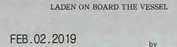 LADEN ON BOARD THE VESSEL
FEB.02.2019
by